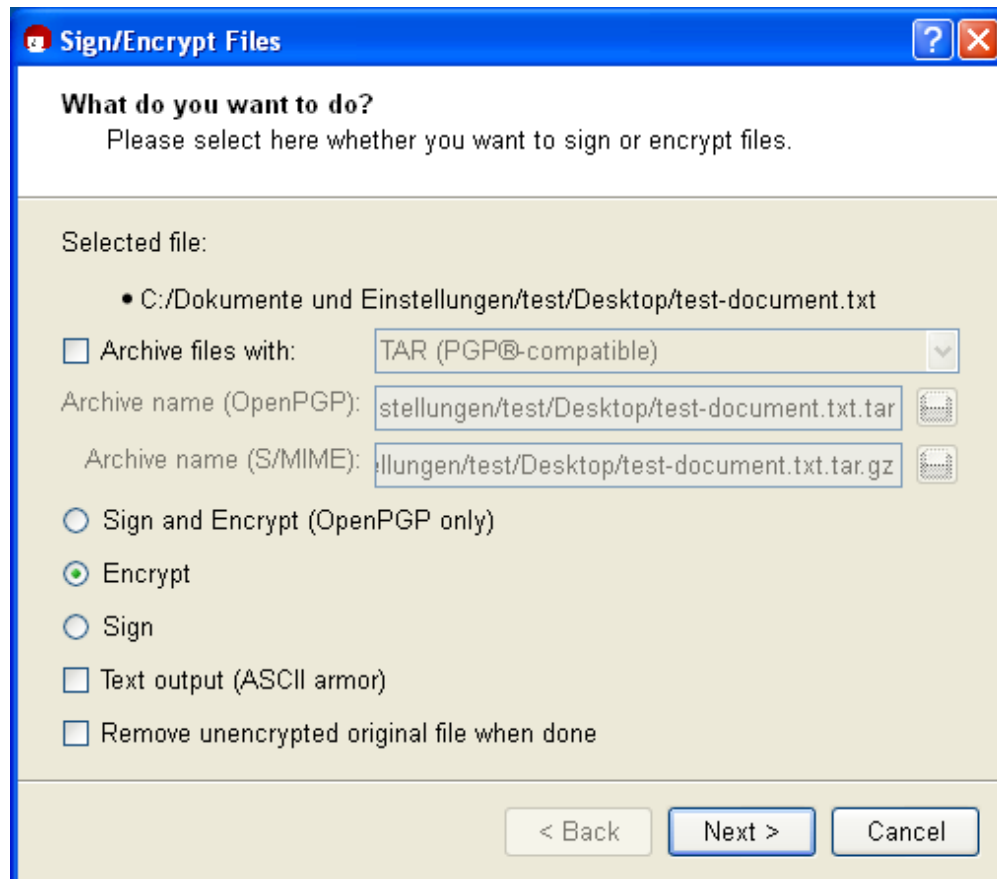 Sign/Encrypt Files
What do you want to do?
Please select here whether you want to sign or encrypt files.
Selected file:
• C:/Dokumente und Einstellungen/test/Desktop/test-document.txt
Archive files with: TAR (PGP®-compatible)
Archive name (OpenPGP): stellungen/test/Desktop/test-document.txt.tar
Archive name (S/MIME): llungen/test/Desktop/test-document.txt.tar.gz
Sign and Encrypt (OpenPGP only)
Encrypt
Sign
Text output (ASCII armor)
Remove unencrypted original file when done
< Back Next > Cancel